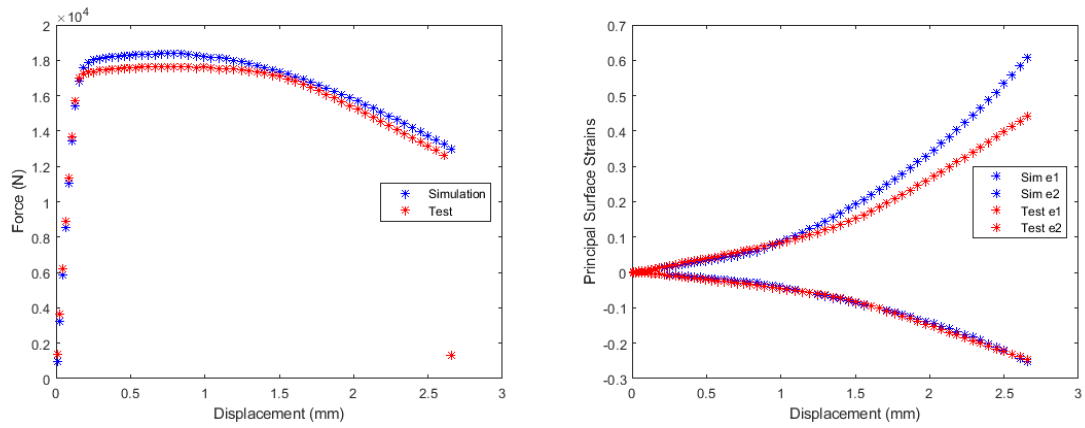 ×10⁴
2
1.8
1.6
1.4
1.2
1
0.8
0.6
0.4
0.2
0
Force (N)
Simulation
Test
0 0.5 1 1.5 2 2.5 3
Displacement (mm)
0.7
0.6
0.5
0.4
0.3
0.2
0.1
0
-0.1
-0.2
-0.3
Principal Surface Strains
Sim e1
Sim e2
Test e1
Test e2
0 0.5 1 1.5 2 2.5 3
Displacement (mm)